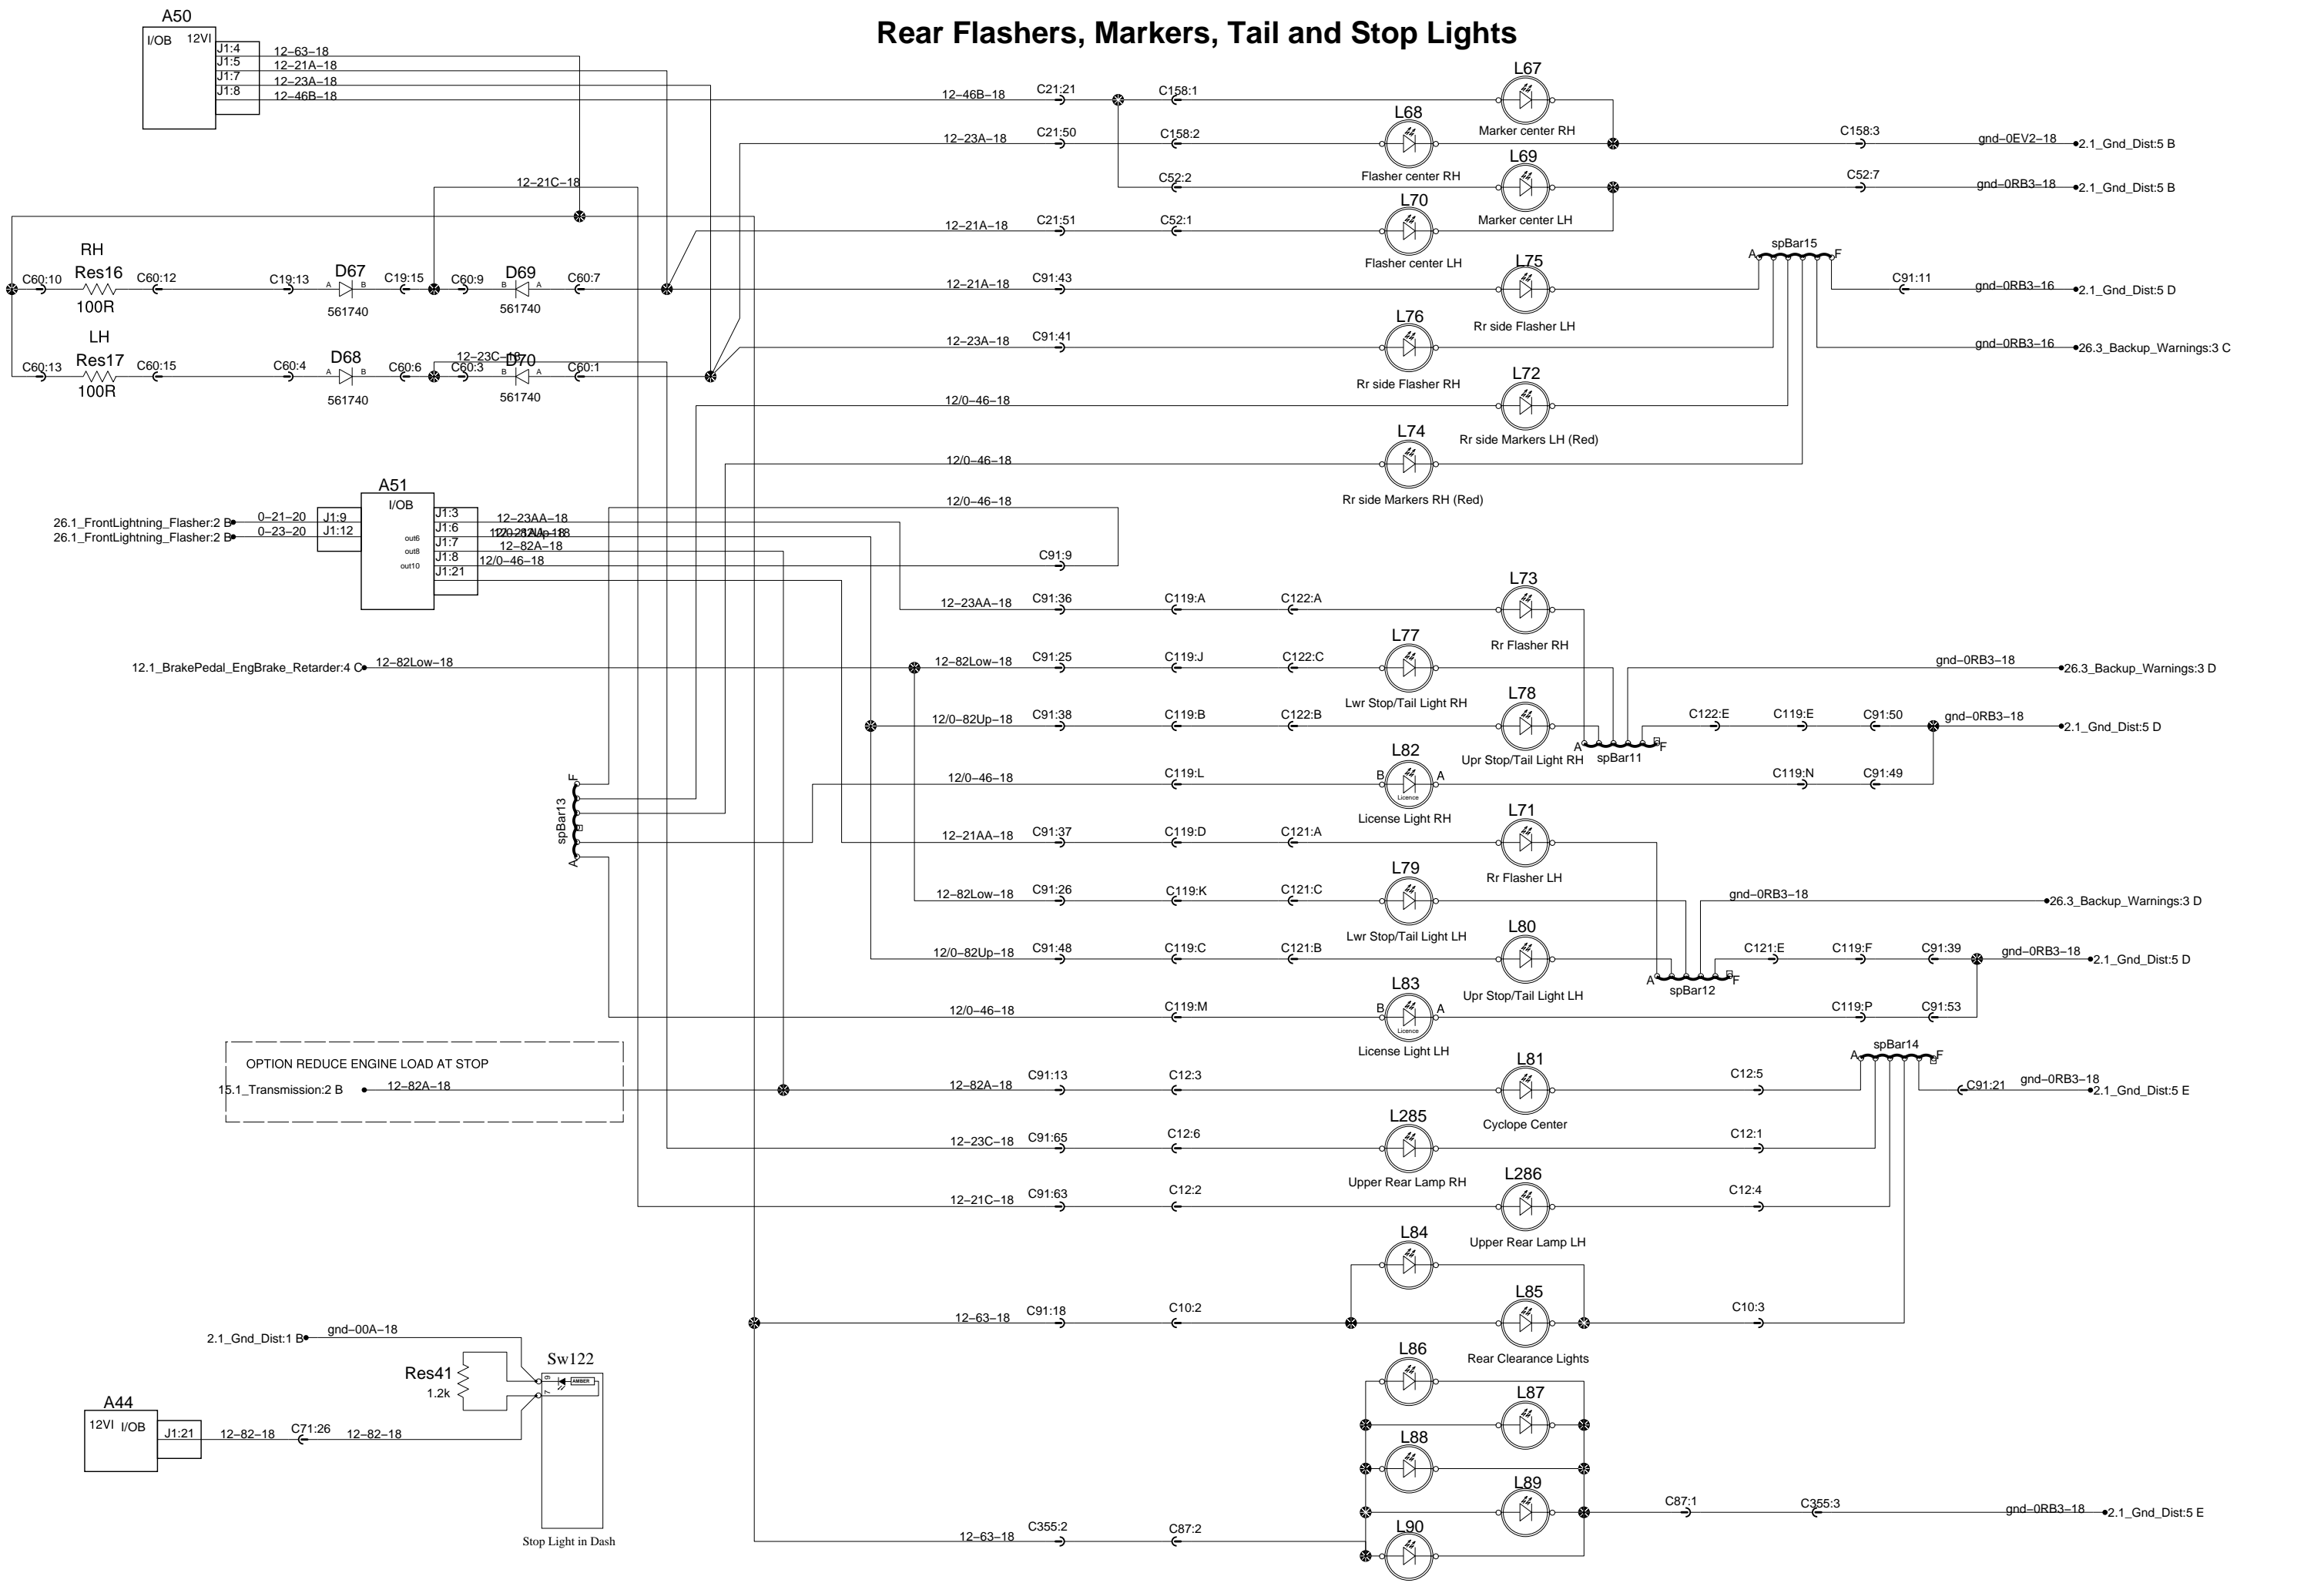 Rear Flashers, Markers, Tail and Stop Lights
A50
I/OB 12VI
J1:4 12–63–18
J1:5 12–21A–18
J1:7 12–23A–18
J1:8 12–46B–18
12–46B–18 C21:21 C158:1 L67
Marker center RH
12–23A–18 C21:50 C158:2 L68 C158:3 gnd–0EV2–18 2.1_Gnd_Dist:5 B
Flasher center RH
12–21C–18 C52:2 L69 C52:7 gnd–0RB3–18 2.1_Gnd_Dist:5 B
Marker center LH
12–21A–18 C21:51 C52:1 L70
Flasher center LH
RH
Res16
100R
C60:10 C60:12 C19:13 A D67 B C19:15 C60:9 B D69 A C60:7
561740 561740
12–21A–18 C91:43 L75 spBar15 A F C91:11 gnd–0RB3–16 2.1_Gnd_Dist:5 D
Rr side Flasher LH
LH
Res17
100R
C60:13 C60:15 C60:4 A D68 B C60:6 12–23C–18 C60:3 B D70 A C60:1
561740 561740
12–23A–18 C91:41 L76 gnd–0RB3–16 26.3_Backup_Warnings:3 C
Rr side Flasher RH
12/0–46–18 L72
Rr side Markers LH (Red)
12/0–46–18 L74
Rr side Markers RH (Red)
A51
I/OB
26.1_FrontLightning_Flasher:2 B 0–21–20 J1:9
26.1_FrontLightning_Flasher:2 B 0–23–20 J1:12
out6
out8
out10
J1:3 12–23AA–18
J1:6
J1:7 12–82A–18
J1:8 12/0–46–18
J1:21
12/0–46–18
C91:9
12–23AA–18 C91:36 C119:A C122:A L73
Rr Flasher RH
12.1_BrakePedal_EngBrake_Retarder:4 C 12–82Low–18 12–82Low–18 C91:25 C119:J C122:C L77 gnd–0RB3–18 26.3_Backup_Warnings:3 D
Lwr Stop/Tail Light RH
12/0–82Up–18 C91:38 C119:B C122:B L78 C122:E C119:E C91:50 gnd–0RB3–18 2.1_Gnd_Dist:5 D
Upr Stop/Tail Light RH A spBar11 F
12/0–46–18 C119:L B L82 A C119:N C91:49
Licence
License Light RH
F
spBar13
A
12–21AA–18 C91:37 C119:D C121:A L71
Rr Flasher LH
12–82Low–18 C91:26 C119:K C121:C L79 gnd–0RB3–18 26.3_Backup_Warnings:3 D
Lwr Stop/Tail Light LH
12/0–82Up–18 C91:48 C119:C C121:B L80 C121:E C119:F C91:39 gnd–0RB3–18 2.1_Gnd_Dist:5 D
Upr Stop/Tail Light LH A spBar12 F
12/0–46–18 C119:M B L83 A C119:P C91:53
Licence
License Light LH
OPTION REDUCE ENGINE LOAD AT STOP
15.1_Transmission:2 B 12–82A–18
12–82A–18 C91:13 C12:3 L81 C12:5 A spBar14 F C91:21 gnd–0RB3–18 2.1_Gnd_Dist:5 E
Cyclope Center
12–23C–18 C91:65 C12:6 L285 C12:1
Upper Rear Lamp RH
12–21C–18 C91:63 C12:2 L286 C12:4
Upper Rear Lamp LH
L84
12–63–18 C91:18 C10:2 L85 C10:3
Rear Clearance Lights
2.1_Gnd_Dist:1 B gnd–00A–18
Res41
1.2k
Sw122
9 AMBER
7
A44
12VI I/OB
J1:21 12–82–18 C71:26 12–82–18
Stop Light in Dash
L86
L87
L88
L89 C87:1 C355:3 gnd–0RB3–18 2.1_Gnd_Dist:5 E
12–63–18 C355:2 C87:2 L90